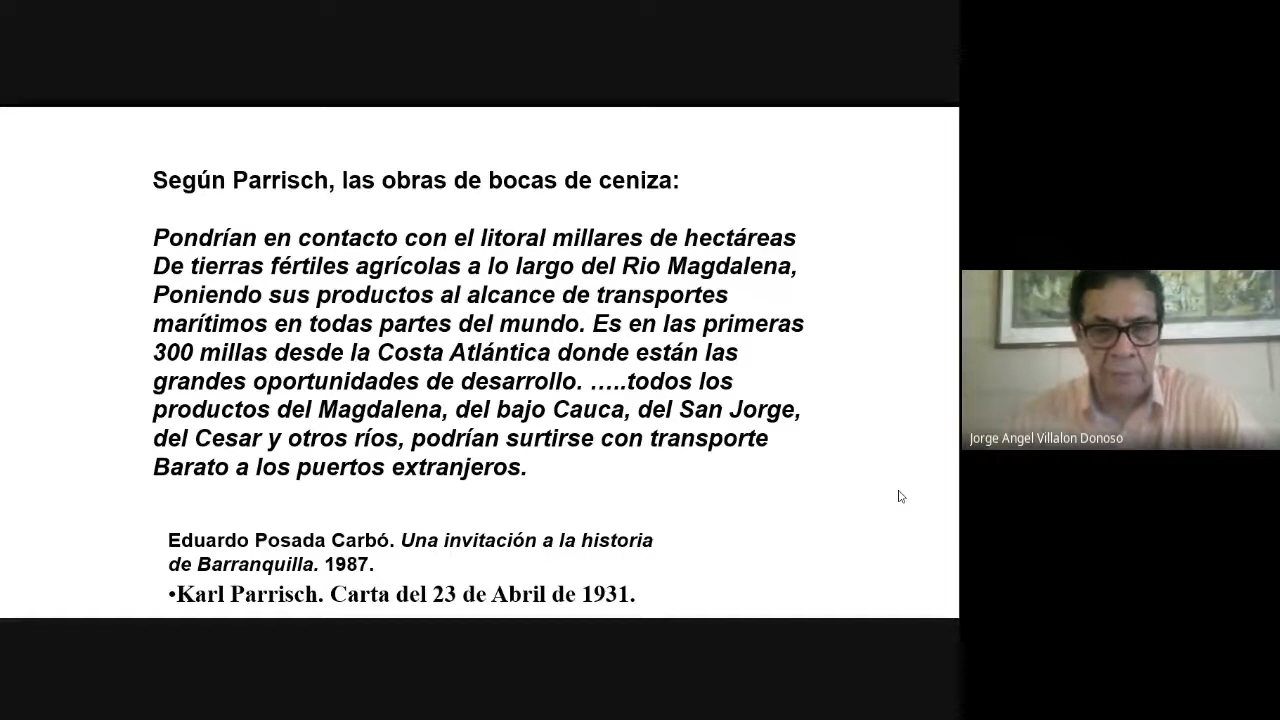 Según Parrisch, las obras de bocas de ceniza:
Pondrían en contacto con el litoral millares de hectáreas
De tierras fértiles agrícolas a lo largo del Rio Magdalena,
Poniendo sus productos al alcance de transportes
marítimos en todas partes del mundo. Es en las primeras
300 millas desde la Costa Atlántica donde están las
grandes oportunidades de desarrollo. …..todos los
productos del Magdalena, del bajo Cauca, del San Jorge,
del Cesar y otros ríos, podrían surtirse con transporte
Barato a los puertos extranjeros.
Eduardo Posada Carbó. Una invitación a la historia
de Barranquilla. 1987.
•Karl Parrisch. Carta del 23 de Abril de 1931.
Jorge Angel Villalon Donoso